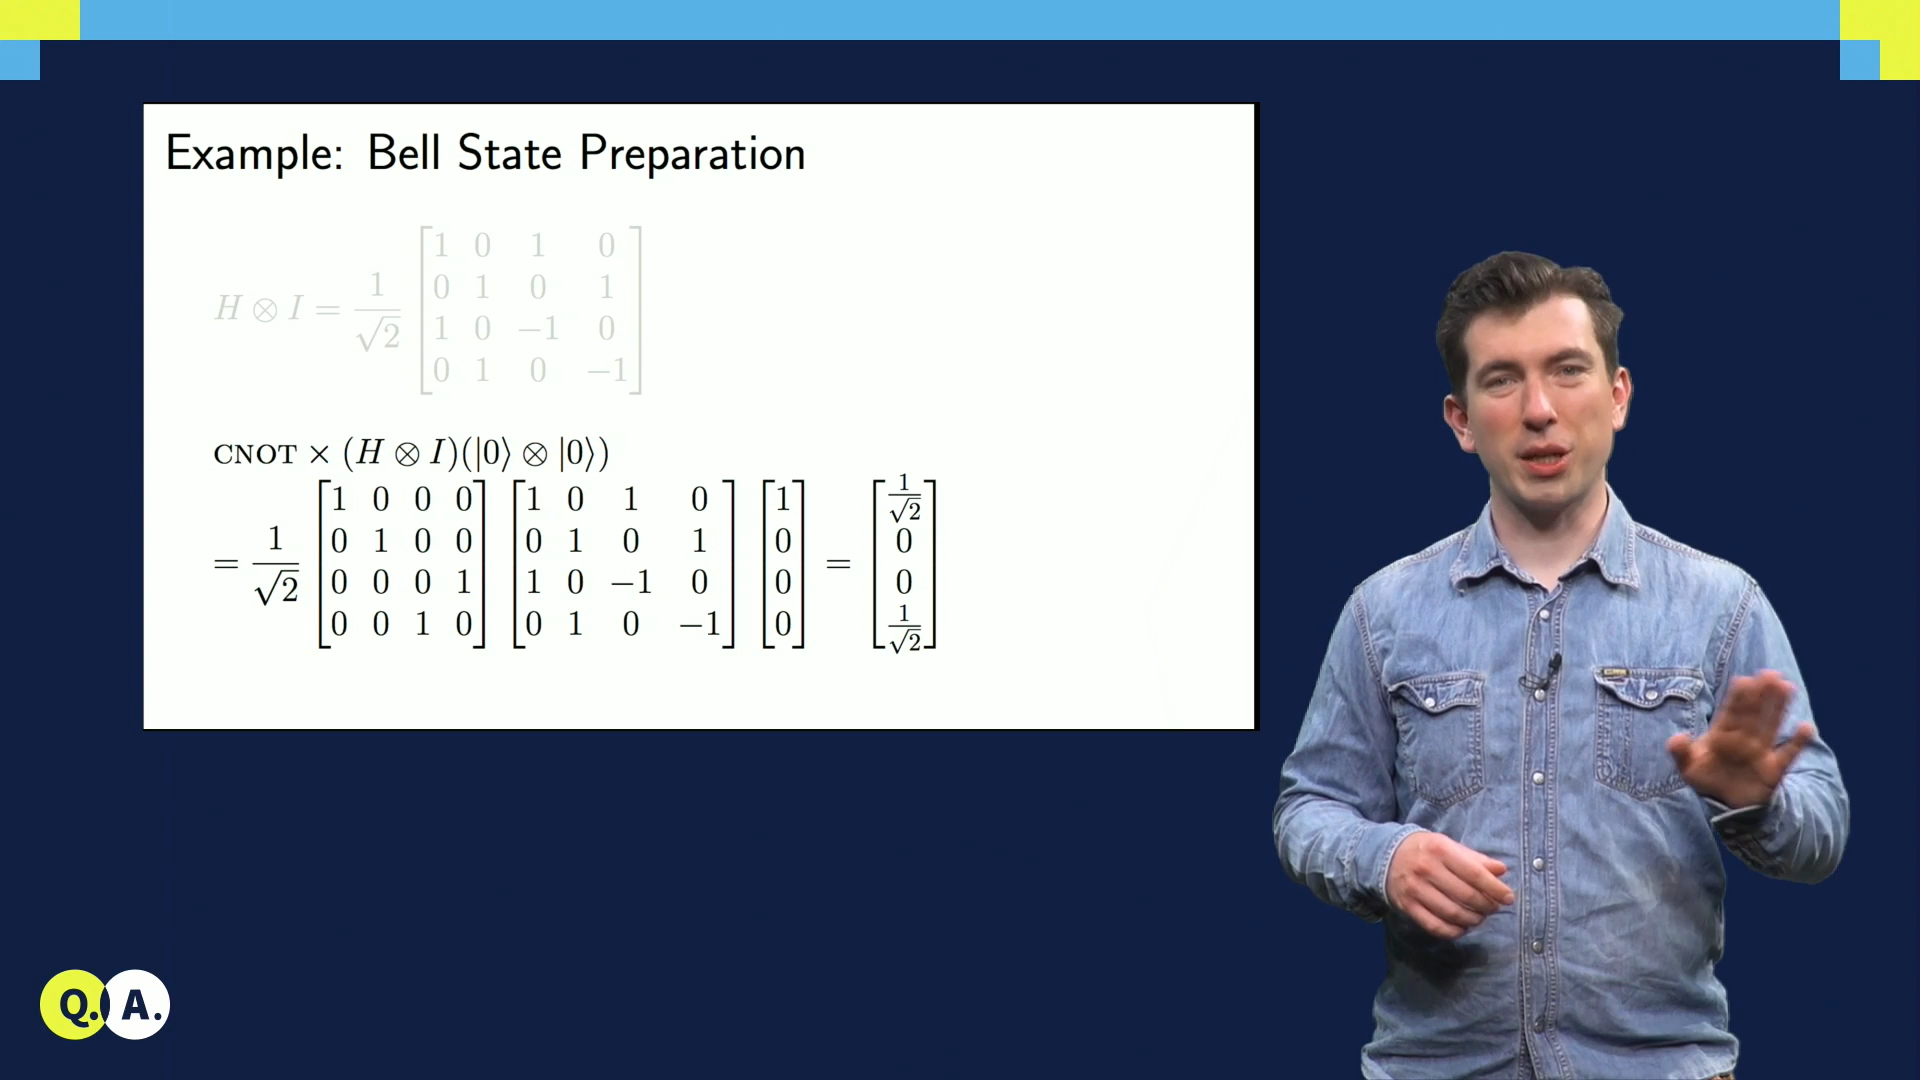 Example: Bell State Preparation
H ⊗ I = 1/√2 [1 0 1 0; 0 1 0 1; 1 0 −1 0; 0 1 0 −1]
CNOT × (H ⊗ I)(|0⟩ ⊗ |0⟩)
= 1/√2 [1 0 0 0; 0 1 0 0; 0 0 0 1; 0 0 1 0] [1 0 1 0; 0 1 0 1; 1 0 −1 0; 0 1 0 −1] [1; 0; 0; 0] = [1/√2; 0; 0; 1/√2]
Q. A.